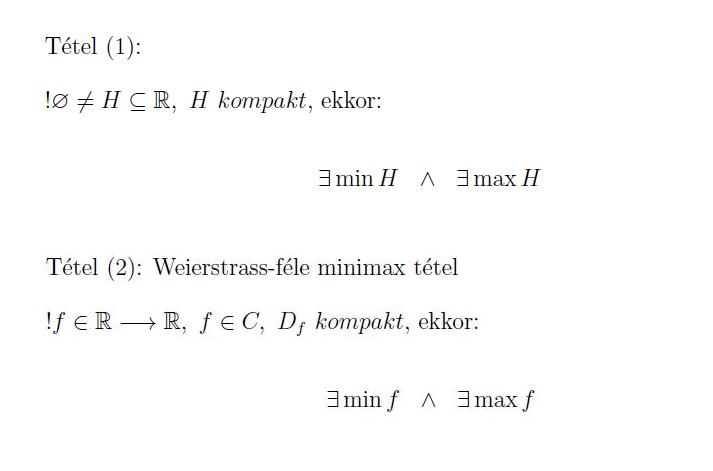 Tétel (1):
!∅ ≠ H ⊆ ℝ, H kompakt, ekkor:
∃ min H ∧ ∃ max H
Tétel (2): Weierstrass-féle minimax tétel
!f ∈ ℝ ⟶ ℝ, f ∈ C, D_f kompakt, ekkor:
∃ min f ∧ ∃ max f